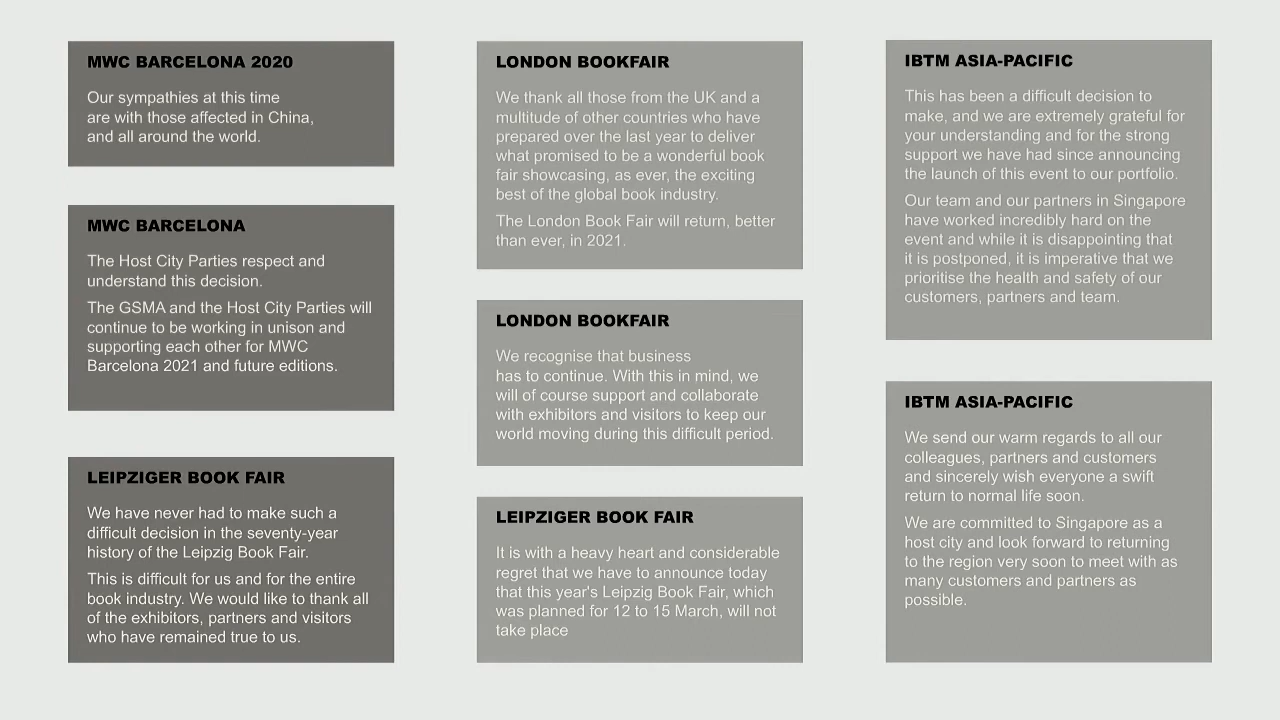 MWC BARCELONA 2020
Our sympathies at this time
are with those affected in China,
and all around the world.
MWC BARCELONA
The Host City Parties respect and
understand this decision.
The GSMA and the Host City Parties will
continue to be working in unison and
supporting each other for MWC
Barcelona 2021 and future editions.
LEIPZIGER BOOK FAIR
We have never had to make such a
difficult decision in the seventy-year
history of the Leipzig Book Fair.
This is difficult for us and for the entire
book industry. We would like to thank all
of the exhibitors, partners and visitors
who have remained true to us.
LONDON BOOKFAIR
We thank all those from the UK and a
multitude of other countries who have
prepared over the last year to deliver
what promised to be a wonderful book
fair showcasing, as ever, the exciting
best of the global book industry.
The London Book Fair will return, better
than ever, in 2021.
LONDON BOOKFAIR
We recognise that business
has to continue. With this in mind, we
will of course support and collaborate
with exhibitors and visitors to keep our
world moving during this difficult period.
LEIPZIGER BOOK FAIR
It is with a heavy heart and considerable
regret that we have to announce today
that this year's Leipzig Book Fair, which
was planned for 12 to 15 March, will not
take place
IBTM ASIA-PACIFIC
This has been a difficult decision to
make, and we are extremely grateful for
your understanding and for the strong
support we have had since announcing
the launch of this event to our portfolio.
Our team and our partners in Singapore
have worked incredibly hard on the
event and while it is disappointing that
it is postponed, it is imperative that we
prioritise the health and safety of our
customers, partners and team.
IBTM ASIA-PACIFIC
We send our warm regards to all our
colleagues, partners and customers
and sincerely wish everyone a swift
return to normal life soon.
We are committed to Singapore as a
host city and look forward to returning
to the region very soon to meet with as
many customers and partners as
possible.